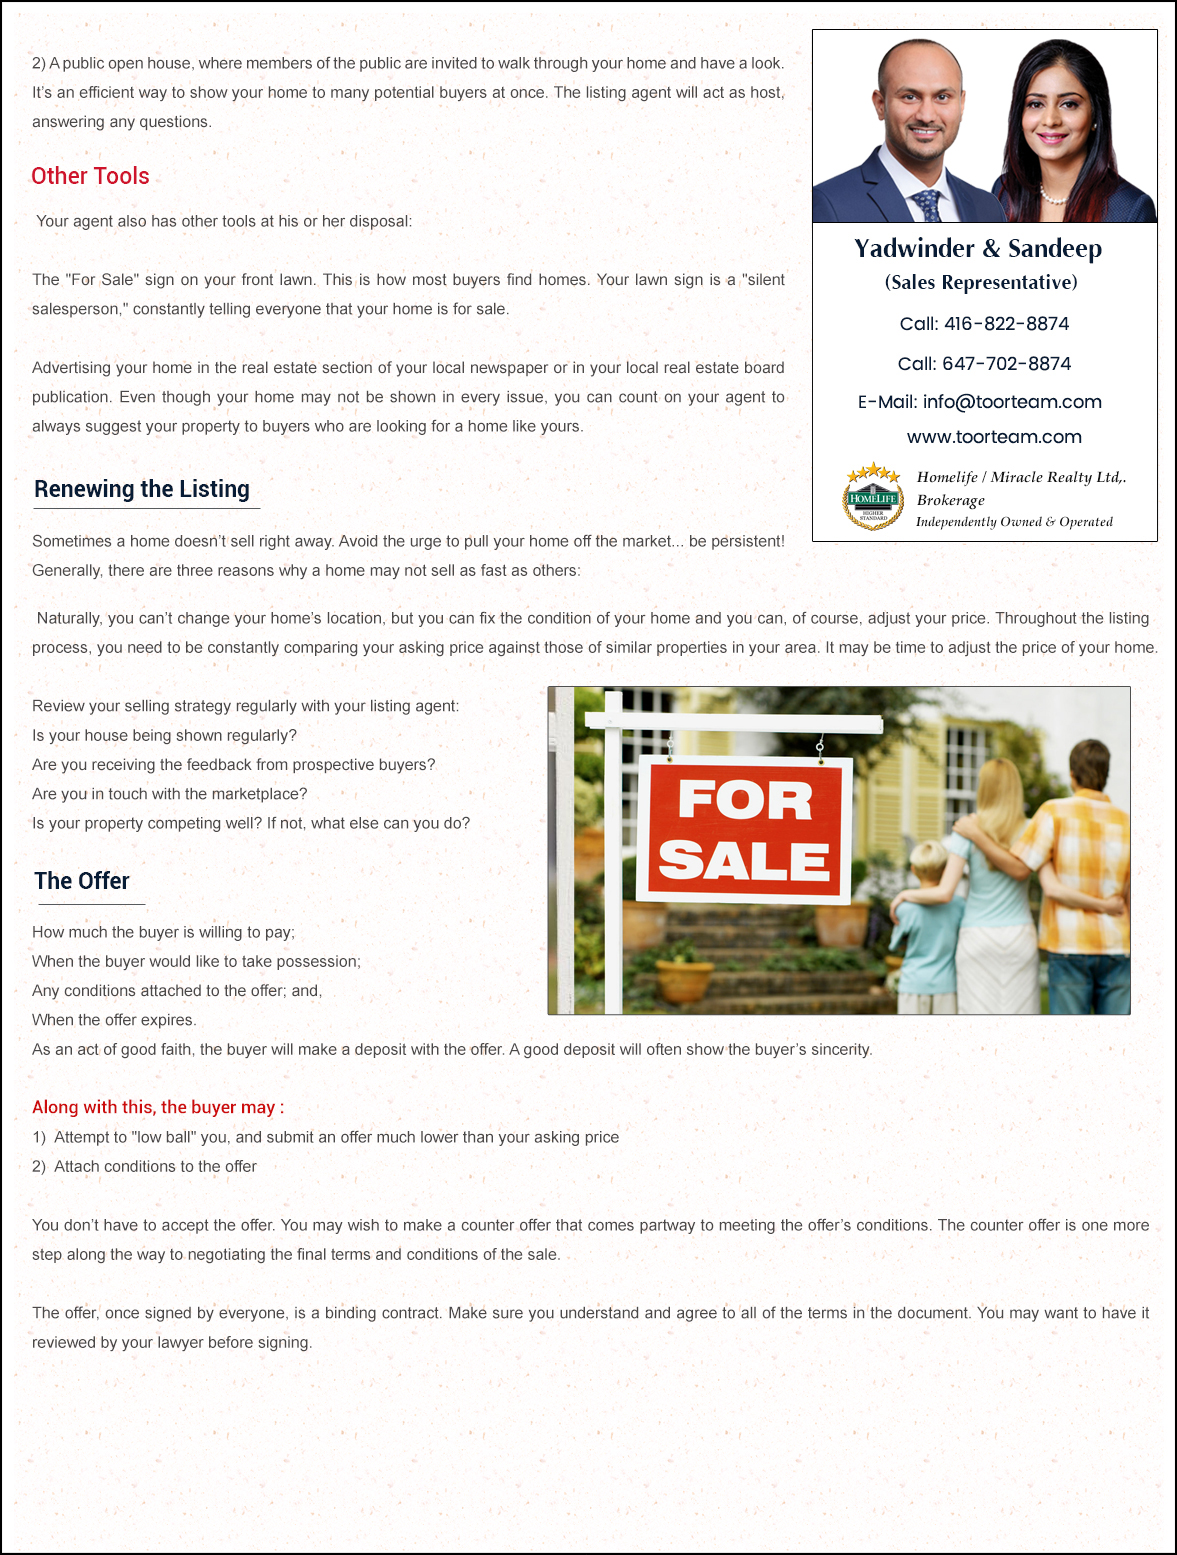 2) A public open house, where members of the public are invited to walk through your home and have a look.
It’s an efficient way to show your home to many potential buyers at once. The listing agent will act as host,
answering any questions.
Other Tools
Your agent also has other tools at his or her disposal:
The "For Sale" sign on your front lawn. This is how most buyers find homes. Your lawn sign is a "silent
salesperson," constantly telling everyone that your home is for sale.
Advertising your home in the real estate section of your local newspaper or in your local real estate board
publication. Even though your home may not be shown in every issue, you can count on your agent to
always suggest your property to buyers who are looking for a home like yours.
Yadwinder & Sandeep
(Sales Representative)
Call: 416-822-8874
Call: 647-702-8874
E-Mail: info@toorteam.com
www.toorteam.com
HOMELIFE
HIGHER
STANDARD
Homelife / Miracle Realty Ltd,.
Brokerage
Independently Owned & Operated
Renewing the Listing
Sometimes a home doesn’t sell right away. Avoid the urge to pull your home off the market... be persistent!
Generally, there are three reasons why a home may not sell as fast as others:
Naturally, you can’t change your home’s location, but you can fix the condition of your home and you can, of course, adjust your price. Throughout the listing
process, you need to be constantly comparing your asking price against those of similar properties in your area. It may be time to adjust the price of your home.
Review your selling strategy regularly with your listing agent:
Is your house being shown regularly?
Are you receiving the feedback from prospective buyers?
Are you in touch with the marketplace?
Is your property competing well? If not, what else can you do?
FOR
SALE
The Offer
How much the buyer is willing to pay;
When the buyer would like to take possession;
Any conditions attached to the offer; and,
When the offer expires.
As an act of good faith, the buyer will make a deposit with the offer. A good deposit will often show the buyer’s sincerity.
Along with this, the buyer may :
1) Attempt to "low ball" you, and submit an offer much lower than your asking price
2) Attach conditions to the offer
You don’t have to accept the offer. You may wish to make a counter offer that comes partway to meeting the offer’s conditions. The counter offer is one more
step along the way to negotiating the final terms and conditions of the sale.
The offer, once signed by everyone, is a binding contract. Make sure you understand and agree to all of the terms in the document. You may want to have it
reviewed by your lawyer before signing.